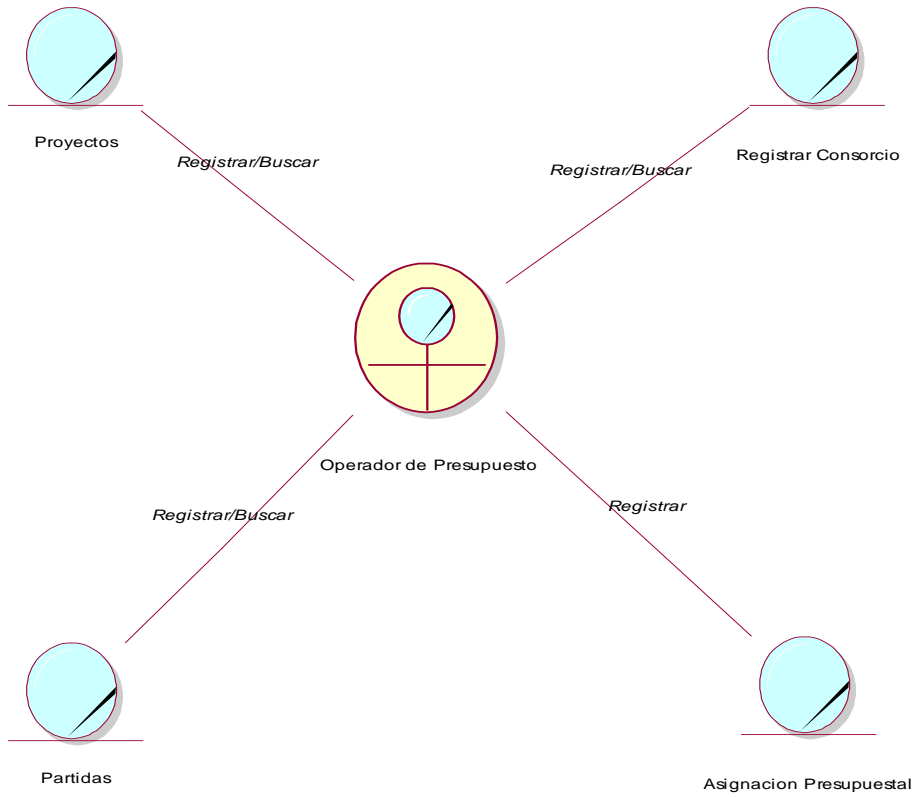 Proyectos
Registrar Consorcio
Registrar/Buscar
Registrar/Buscar
Operador de Presupuesto
Registrar/Buscar
Registrar
Partidas
Asignacion Presupuestal